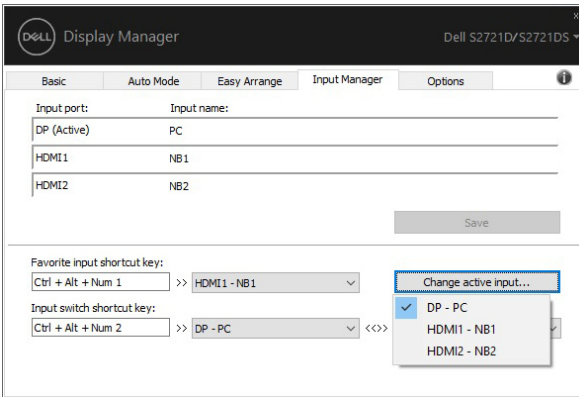 DELL Display Manager
Dell S2721D/S2721DS
Basic Auto Mode Easy Arrange Input Manager Options
Input port: Input name:
DP (Active) PC
HDMI1 NB1
HDMI2 NB2
Save
Favorite input shortcut key:
Ctrl + Alt + Num 1 >> HDMI1 - NB1 Change active input...
Input switch shortcut key:
Ctrl + Alt + Num 2 >> DP - PC <<>>
DP - PC
HDMI1 - NB1
HDMI2 - NB2